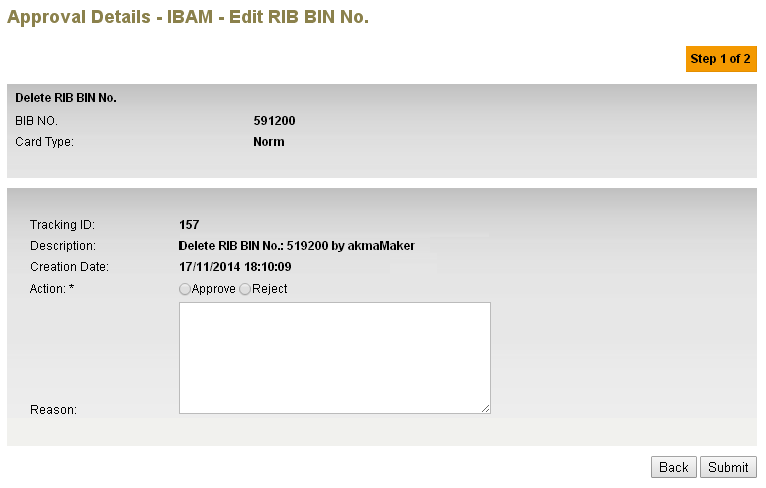 Approval Details - IBAM - Edit RIB BIN No.
Step 1 of 2
Delete RIB BIN No.
BIB NO. 591200
Card Type: Norm
Tracking ID: 157
Description: Delete RIB BIN No.: 519200 by akmaMaker
Creation Date: 17/11/2014 18:10:09
Action: * Approve Reject
Reason:
Back Submit